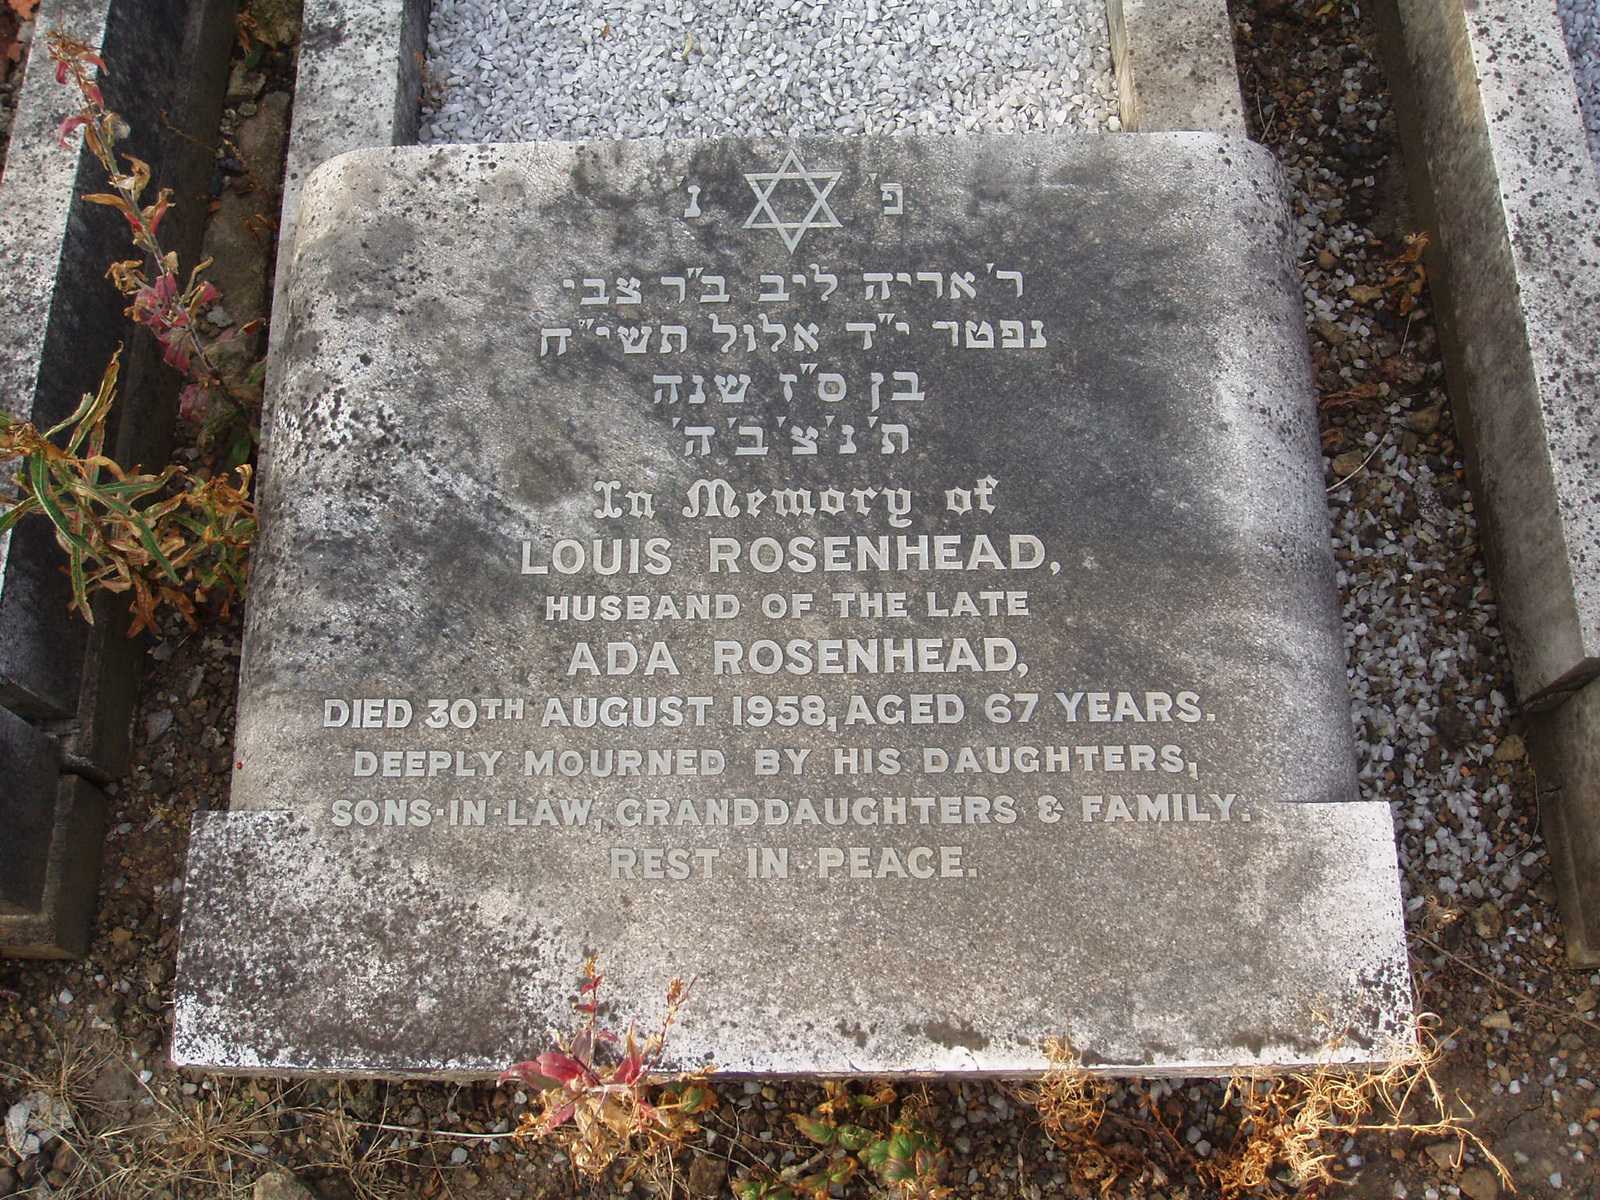 פ' נ'
ר' אריה ליב ב"ר צבי
נפטר י"ד אלול תשי"ח
בן ס"ז שנה
ת'נ'צ'ב'ה'
In Memory of
LOUIS ROSENHEAD,
HUSBAND OF THE LATE
ADA ROSENHEAD,
DIED 30TH AUGUST 1958, AGED 67 YEARS.
DEEPLY MOURNED BY HIS DAUGHTERS,
SONS-IN-LAW, GRANDDAUGHTERS & FAMILY.
REST IN PEACE.